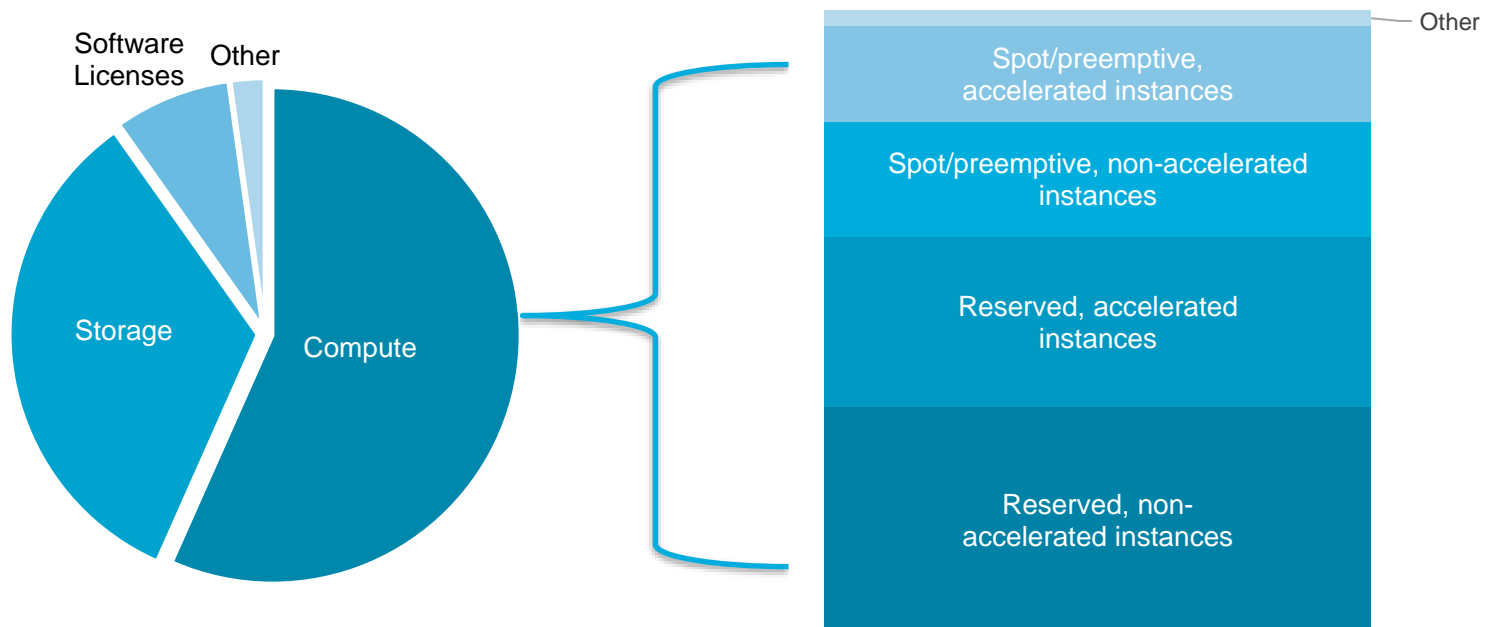 Software
Licenses
Other
Storage
Compute
Other
Spot/preemptive,
accelerated instances
Spot/preemptive, non-accelerated
instances
Reserved, accelerated
instances
Reserved, non-
accelerated instances